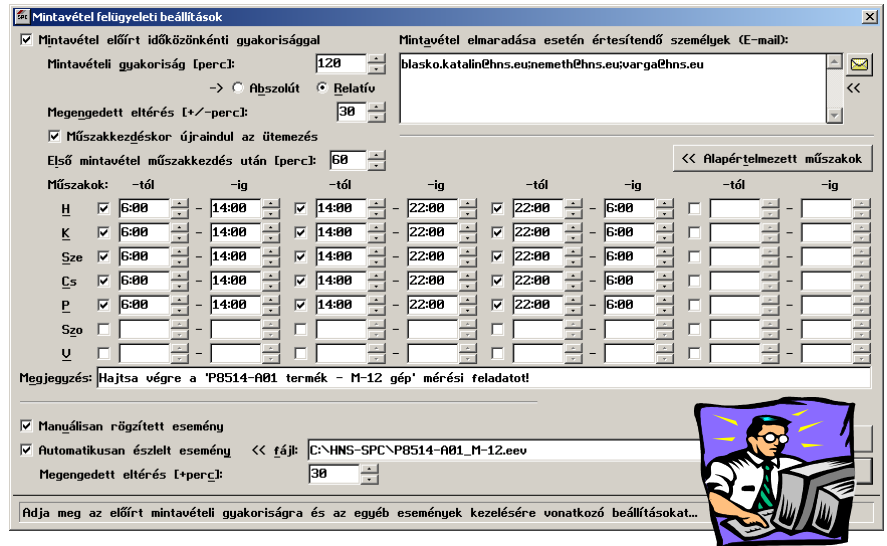 SPC Mintavétel felügyeleti beállítások
Mintavétel előírt időközönkénti gyakorisággal
Mintavétel elmaradása esetén értesítendő személyek (E-mail):
Mintavételi gyakoriság [perc]: 120
blasko.katalin@hns.eu;nemeth@hns.eu;varga@hns.eu
-> Abszolút Relatív
<<
Megengedett eltérés [+/-perc]: 30
Műszakkezdéskor újraindul az ütemezés
Első mintavétel műszakkezdés után [perc]: 60
<< Alapértelmezett műszakok
Műszakok: -tól -ig -tól -ig -tól -ig -tól -ig
H 6:00 - 14:00 14:00 - 22:00 22:00 - 6:00 -
K 6:00 - 14:00 14:00 - 22:00 22:00 - 6:00 -
Sze 6:00 - 14:00 14:00 - 22:00 22:00 - 6:00 -
Cs 6:00 - 14:00 14:00 - 22:00 22:00 - 6:00 -
P 6:00 - 14:00 14:00 - 22:00 22:00 - 6:00 -
Szo - - - -
V - - - -
Megjegyzés: Hajtsa végre a 'P8514-A01 termék - M-12 gép' mérési feladatot!
Manuálisan rögzített esemény
Automatikusan észlelt esemény << fájl: C:\HNS-SPC\P8514-A01_M-12.eev
Megengedett eltérés [+perc]: 30
Adja meg az előírt mintavételi gyakoriságra és az egyéb események kezelésére vonatkozó beállításokat...